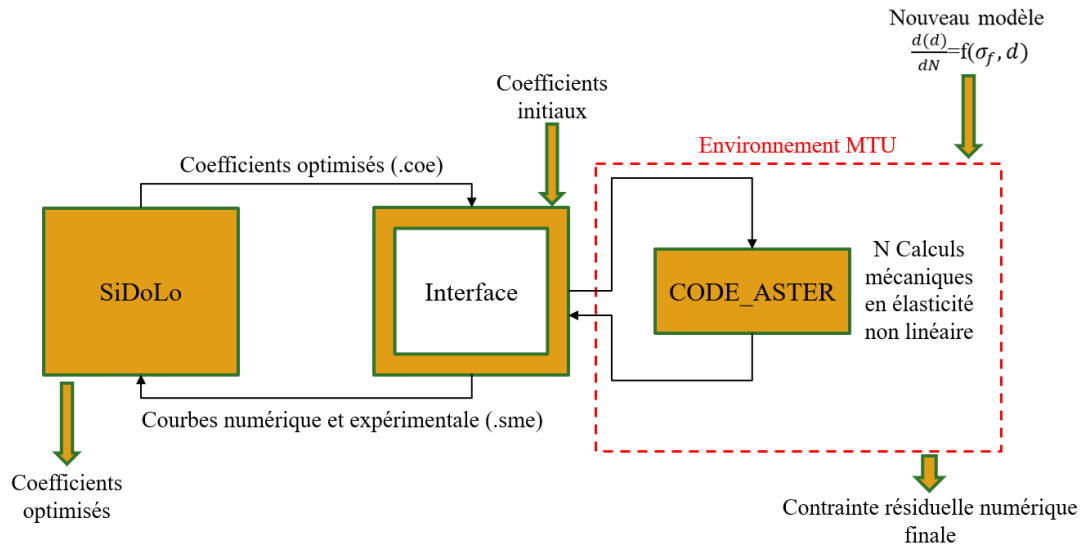 Nouveau modèle
d(d)/dN=f(σ_f, d)
Coefficients
initiaux
Environnement MTU
Coefficients optimisés (.coe)
SiDoLo
Interface
CODE_ASTER
N Calculs
mécaniques
en élasticité
non linéaire
Courbes numérique et expérimentale (.sme)
Coefficients
optimisés
Contrainte résiduelle numérique
finale